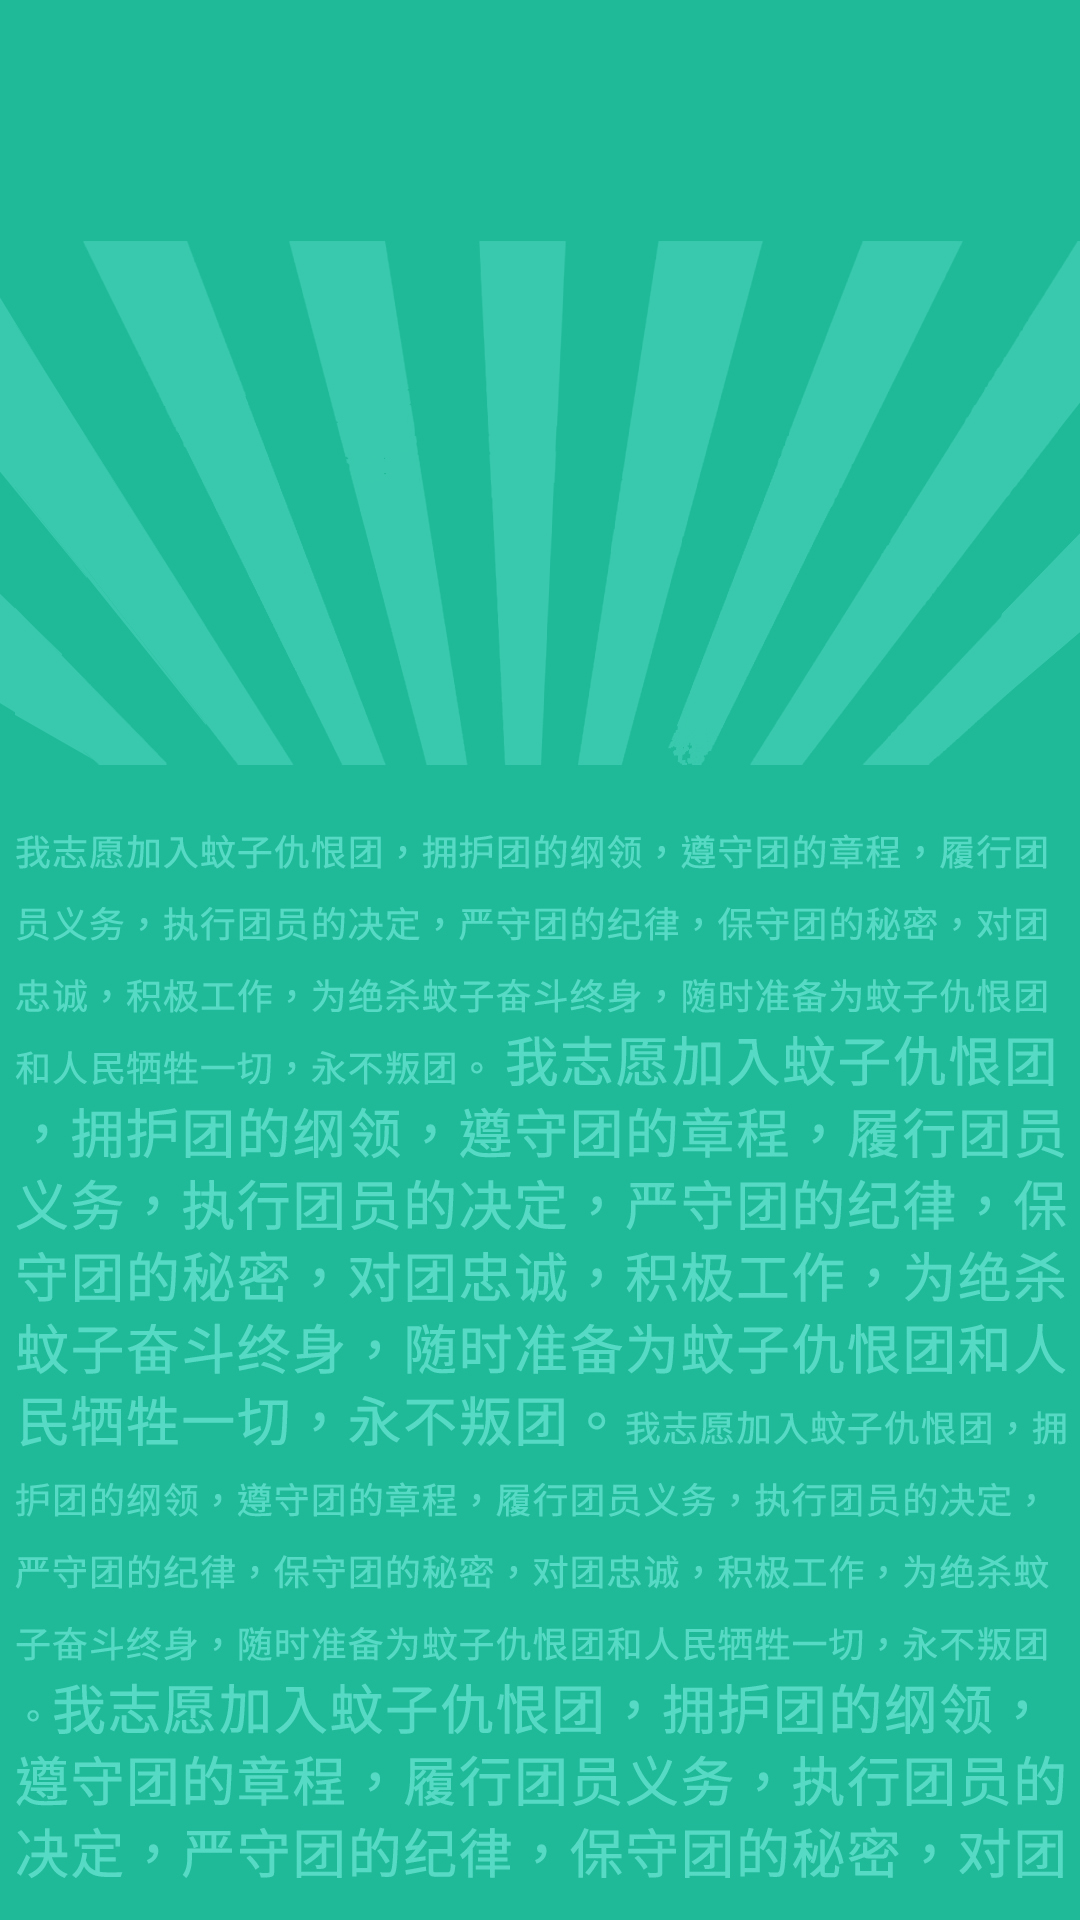 我志愿加入蚊子仇恨团，拥护团的纲领，遵守团的章程，履行团
员义务，执行团员的决定，严守团的纪律，保守团的秘密，对团
忠诚，积极工作，为绝杀蚊子奋斗终身，随时准备为蚊子仇恨团
和人民牺牲一切，永不叛团。我志愿加入蚊子仇恨团
，拥护团的纲领，遵守团的章程，履行团员
义务，执行团员的决定，严守团的纪律，保
守团的秘密，对团忠诚，积极工作，为绝杀
蚊子奋斗终身，随时准备为蚊子仇恨团和人
民牺牲一切，永不叛团。我志愿加入蚊子仇恨团，拥
护团的纲领，遵守团的章程，履行团员义务，执行团员的决定，
严守团的纪律，保守团的秘密，对团忠诚，积极工作，为绝杀蚊
子奋斗终身，随时准备为蚊子仇恨团和人民牺牲一切，永不叛团
。我志愿加入蚊子仇恨团，拥护团的纲领，
遵守团的章程，履行团员义务，执行团员的
决定，严守团的纪律，保守团的秘密，对团